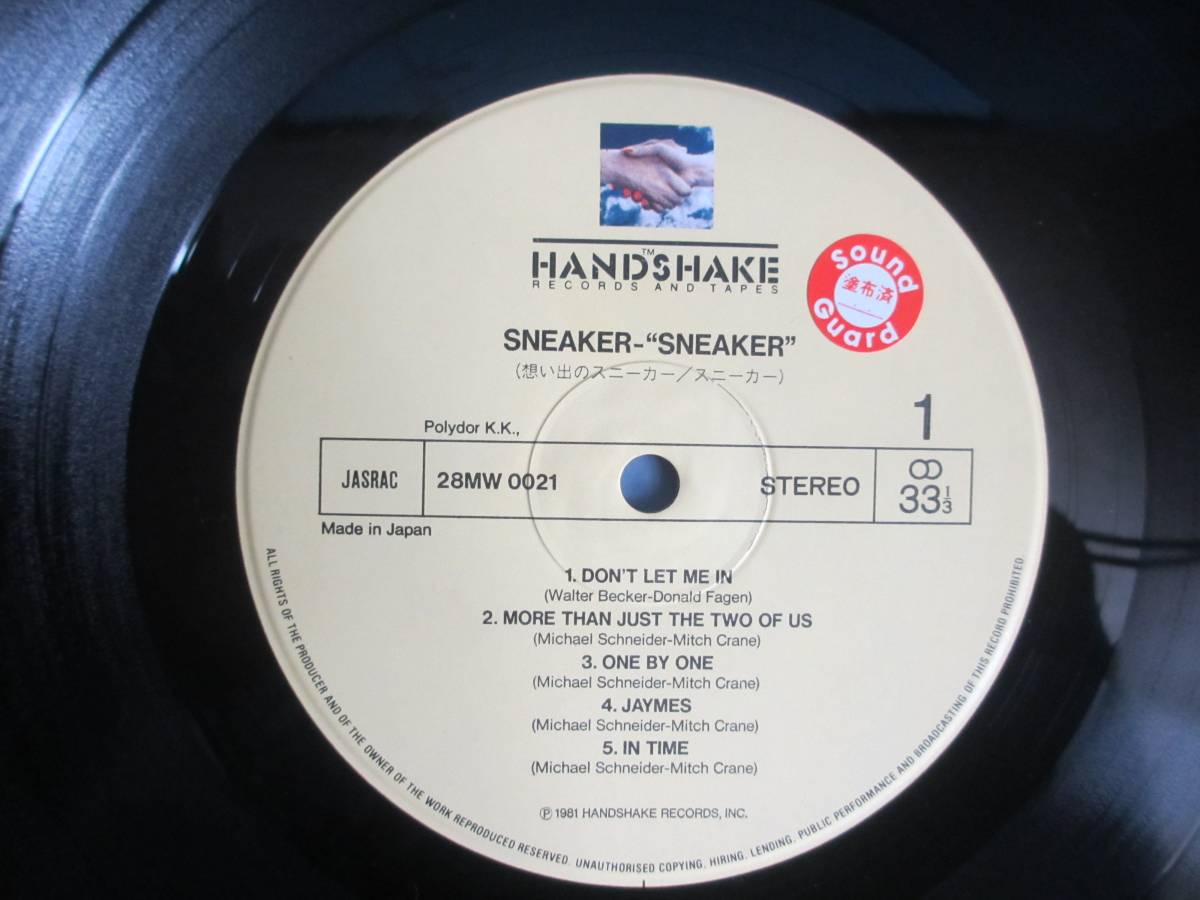 HANDSHAKE™
RECORDS AND TAPES
Sound
塗布済
Guard
SNEAKER-“SNEAKER”
(想い出のスニーカー/スニーカー)
1
Polydor K.K.,
JASRAC
28MW 0021
STEREO
33 1/3
Made in Japan
1. DON'T LET ME IN
(Walter Becker-Donald Fagen)
2. MORE THAN JUST THE TWO OF US
(Michael Schneider-Mitch Crane)
3. ONE BY ONE
(Michael Schneider-Mitch Crane)
4. JAYMES
(Michael Schneider-Mitch Crane)
5. IN TIME
(Michael Schneider-Mitch Crane)
Ⓟ 1981 HANDSHAKE RECORDS, INC.
ALL RIGHTS OF THE PRODUCER AND OF THE OWNER OF THE WORK REPRODUCED RESERVED. UNAUTHORISED COPYING, HIRING, LENDING, PUBLIC PERFORMANCE AND BROADCASTING OF THIS RECORD PROHIBITED